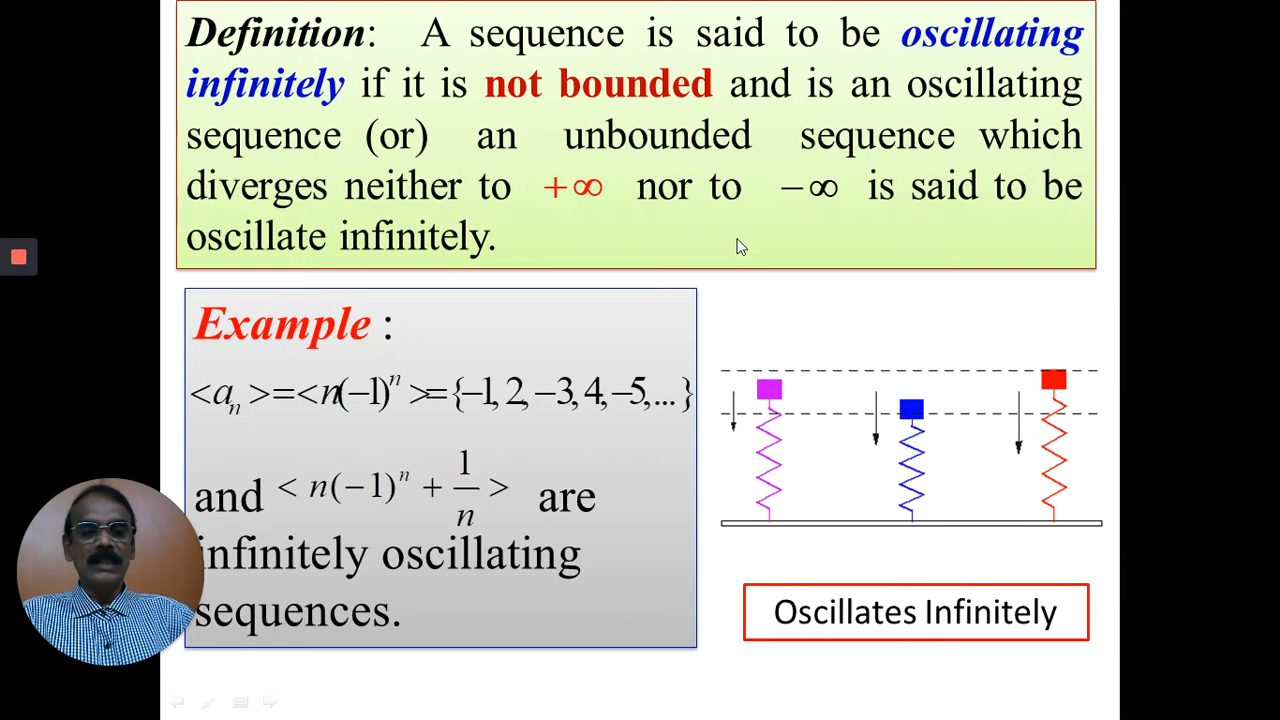 Definition: A sequence is said to be oscillating
infinitely if it is not bounded and is an oscillating
sequence (or) an unbounded sequence which
diverges neither to +∞ nor to −∞ is said to be
oscillate infinitely.
Example :
<aₙ>=<n(−1)ⁿ>={−1, 2, −3, 4, −5,...}
and < n(−1)ⁿ + 1/n > are
infinitely oscillating
sequences.
Oscillates Infinitely